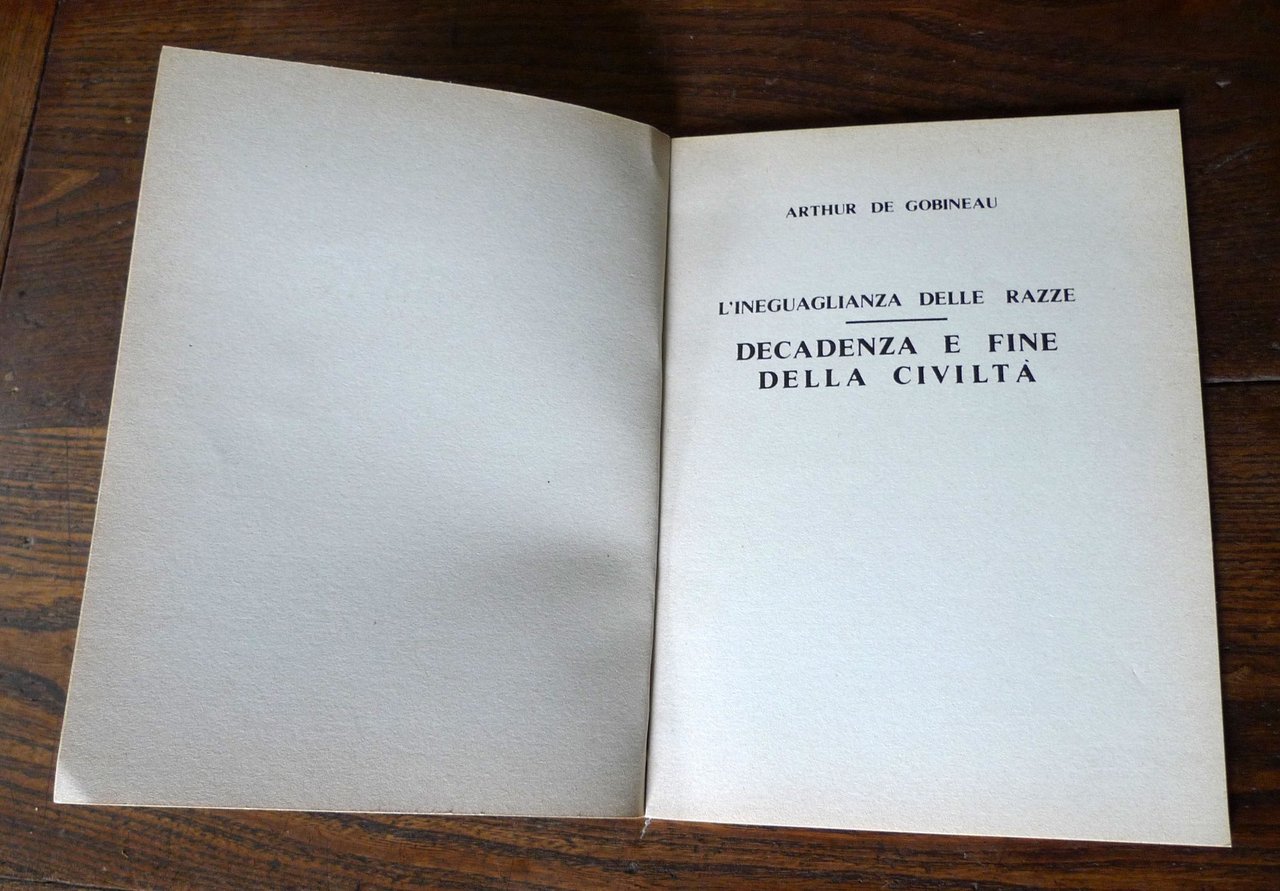 ARTHUR DE GOBINEAU
L'INEGUAGLIANZA DELLE RAZZE
DECADENZA E FINE
DELLA CIVILTÀ